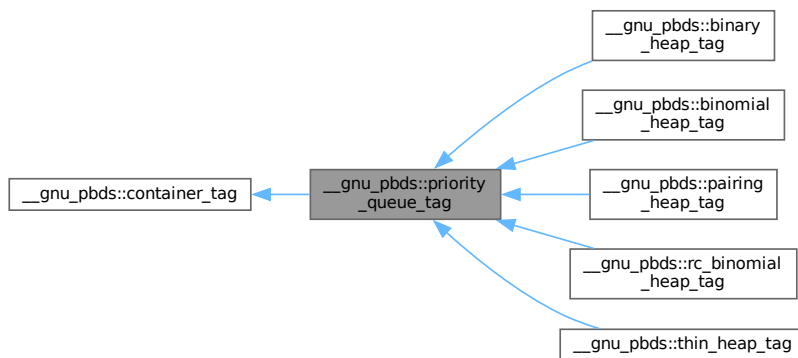 __gnu_pbds::binary
_heap_tag
__gnu_pbds::binomial
_heap_tag
__gnu_pbds::container_tag
__gnu_pbds::priority
_queue_tag
__gnu_pbds::pairing
_heap_tag
__gnu_pbds::rc_binomial
_heap_tag
__gnu_pbds::thin_heap_tag